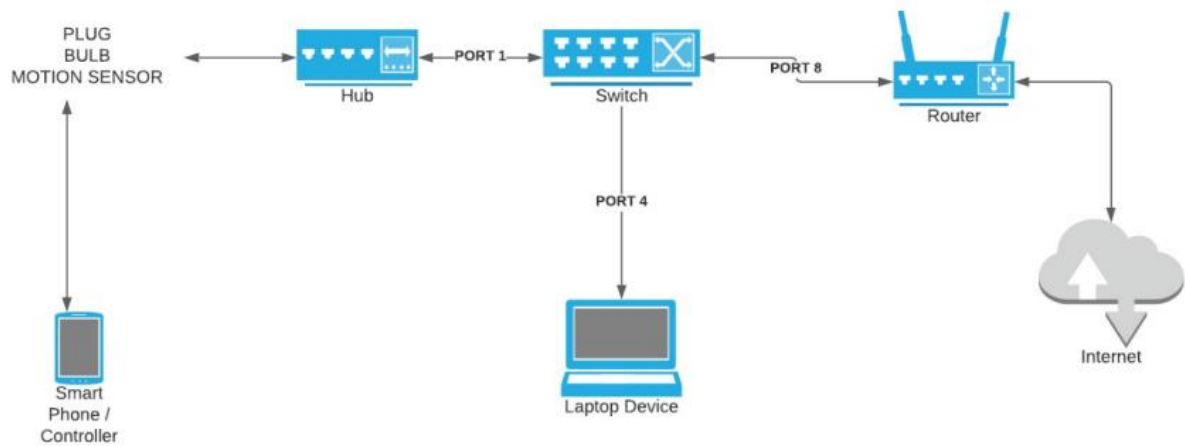 PLUG
BULB
MOTION SENSOR
PORT 1
PORT 8
Hub
Switch
Router
PORT 4
Internet
Smart
Phone /
Controller
Laptop Device